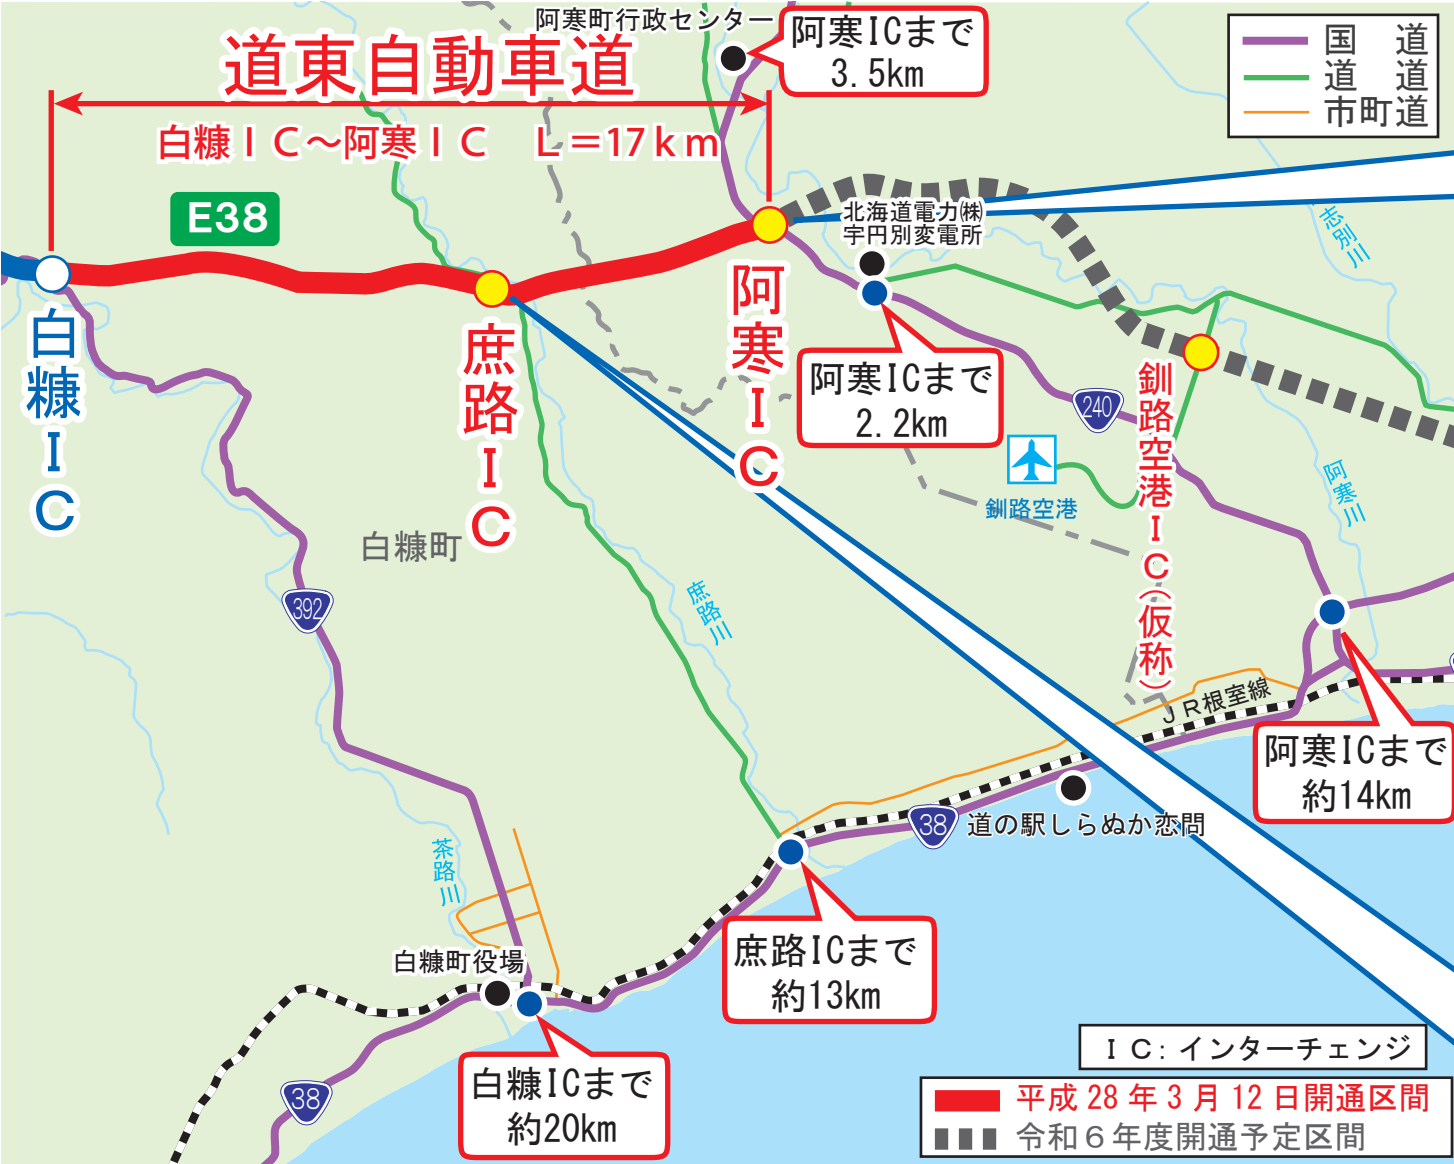 阿寒町行政センター
阿寒ICまで
3.5km
国　道
道　道
市町道
道東自動車道
白糠ＩＣ～阿寒ＩＣ　Ｌ＝17ｋｍ
E38
北海道電力㈱
宇円別変電所
志別川
白糠IC
庶路IC
阿寒IC
阿寒ICまで
2.2km
240
釧路空港IC(仮称)
釧路空港
阿寒川
白糠町
392
庶路川
ＪＲ根室線
阿寒ICまで
約14km
38
道の駅しらぬか恋問
茶路川
白糠町役場
庶路ICまで
約13km
白糠ICまで
約20km
38
ＩＣ：インターチェンジ
平成28年3月12日開通区間
令和６年度開通予定区間